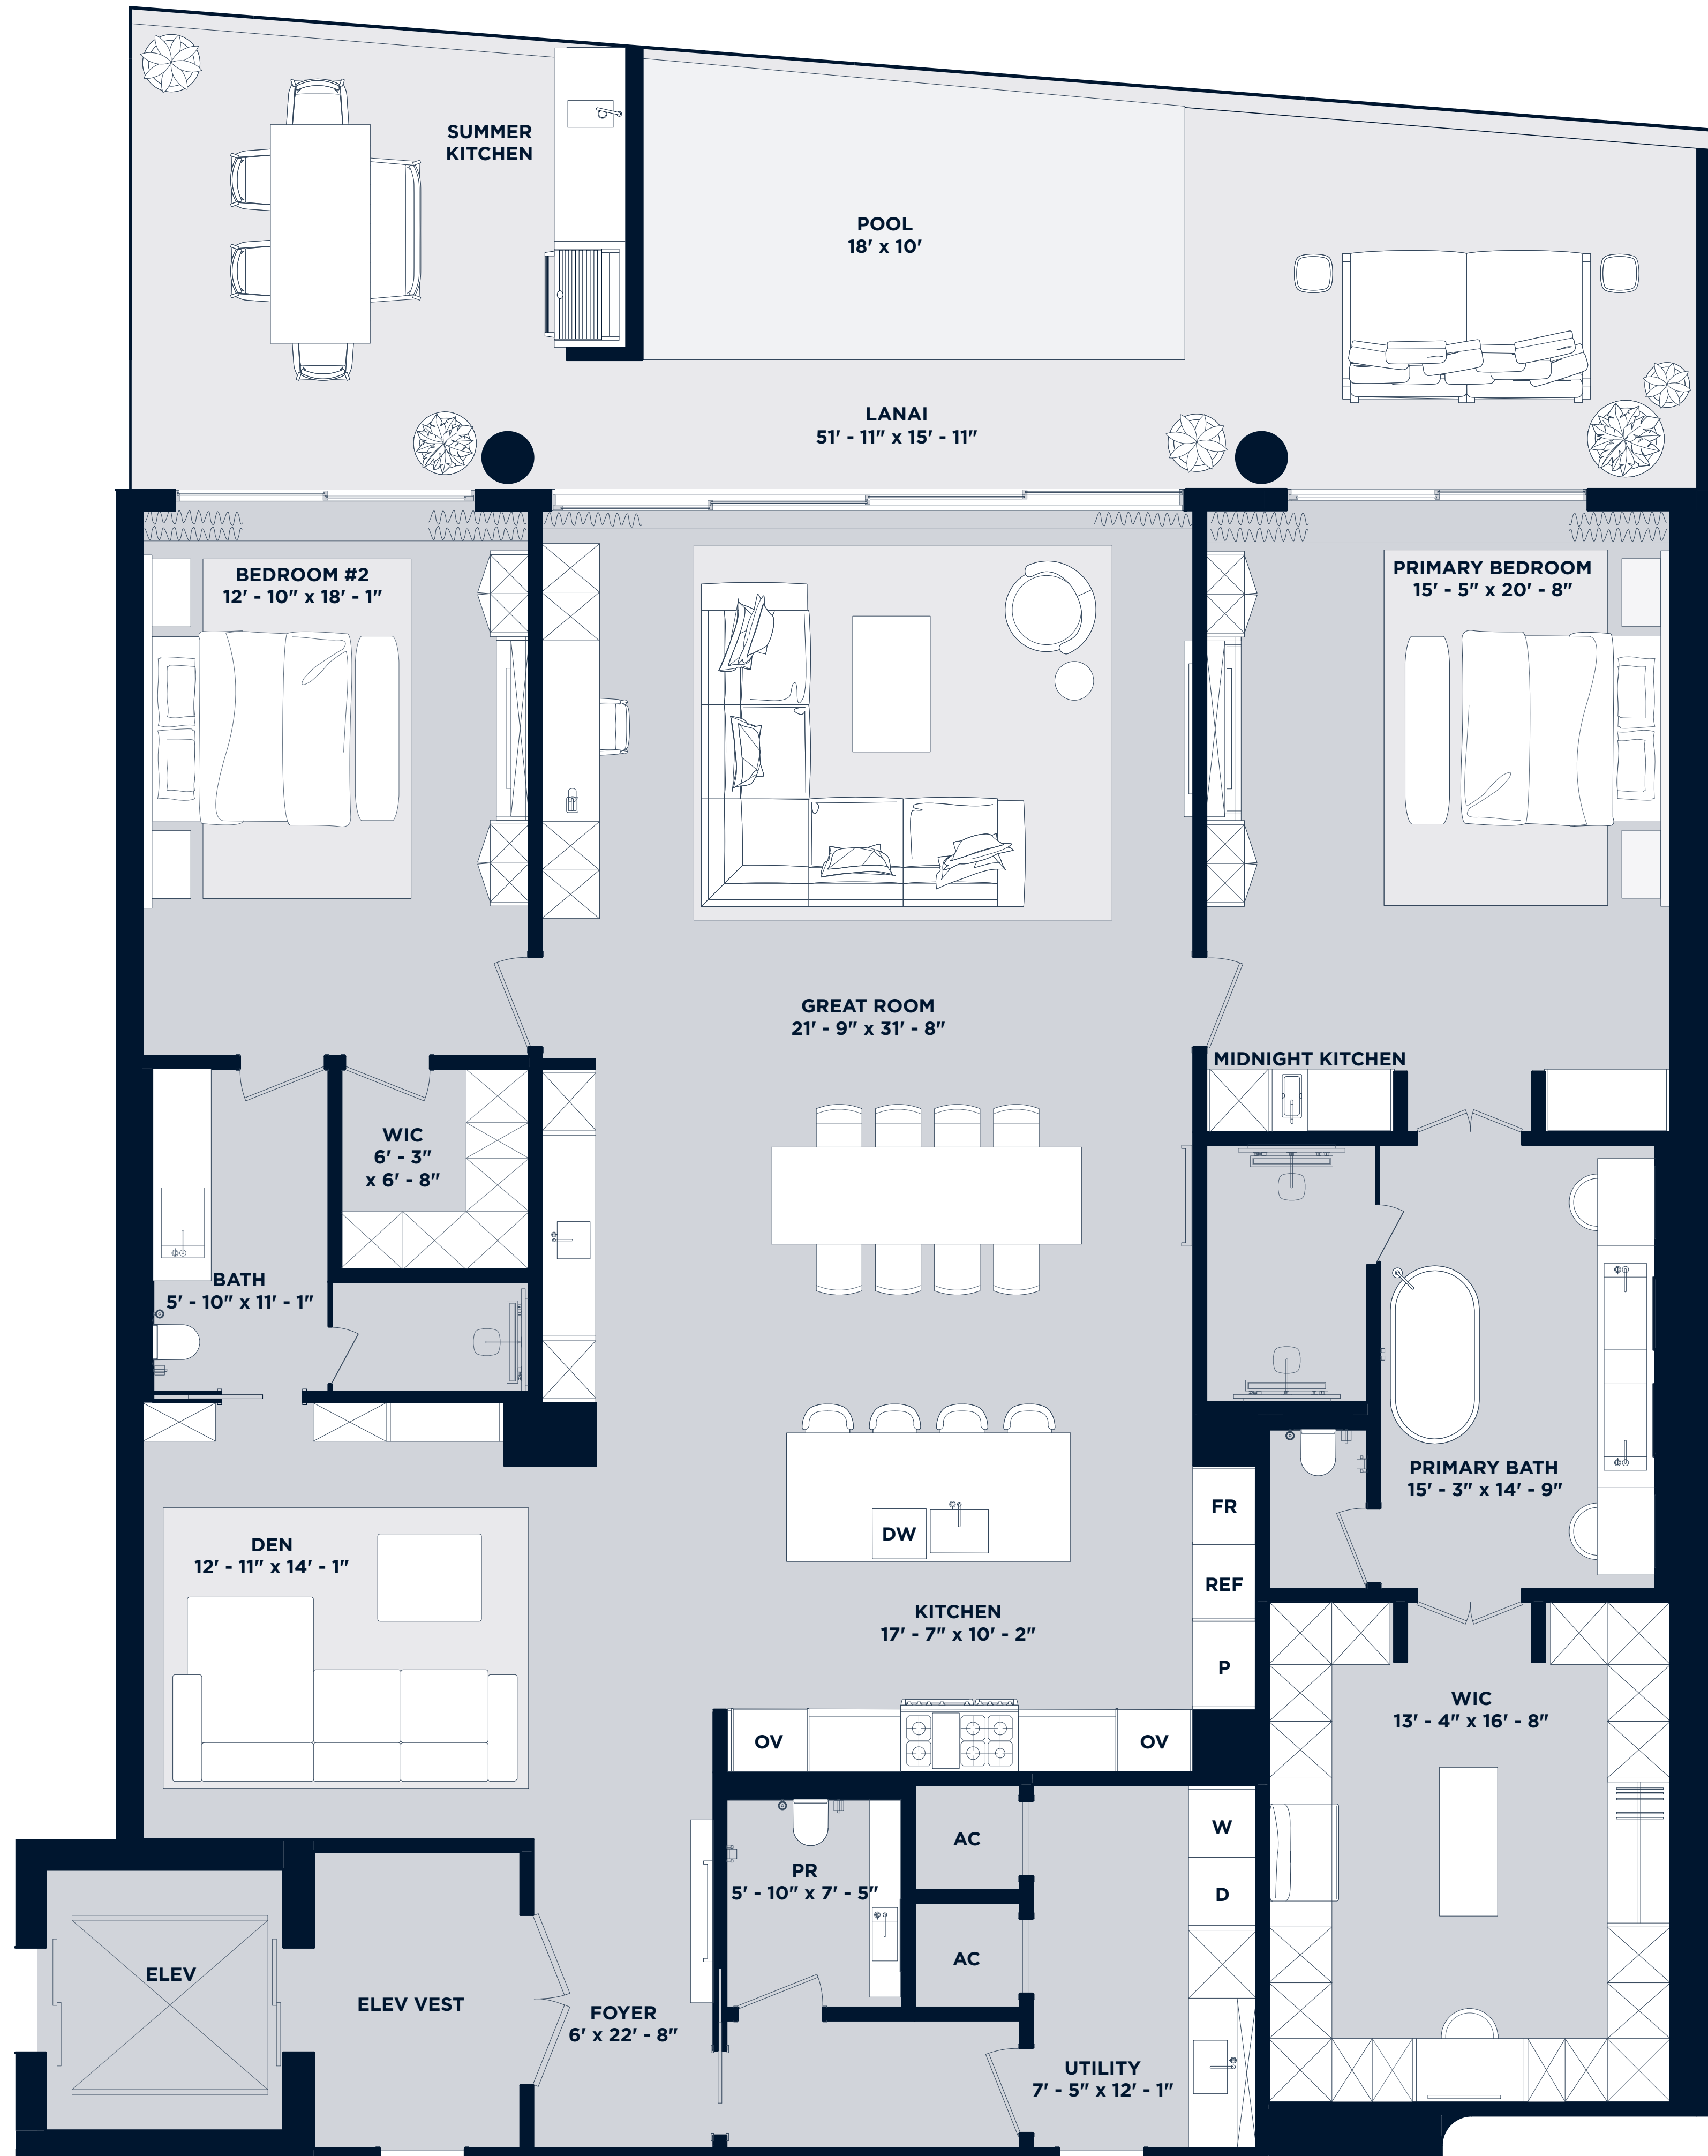 SUMMER
KITCHEN
POOL
18' x 10'
LANAI
51' - 11" x 15' - 11"
BEDROOM #2
12' - 10" x 18' - 1"
PRIMARY BEDROOM
15' - 5" x 20' - 8"
GREAT ROOM
21' - 9" x 31' - 8"
MIDNIGHT KITCHEN
WIC
6' - 3"
x 6' - 8"
BATH
5' - 10" x 11' - 1"
PRIMARY BATH
15' - 3" x 14' - 9"
FR
DW
REF
DEN
12' - 11" x 14' - 1"
KITCHEN
17' - 7" x 10' - 2"
P
WIC
13' - 4" x 16' - 8"
OV
OV
W
AC
PR
5' - 10" x 7' - 5"
D
AC
ELEV
ELEV VEST
FOYER
6' x 22' - 8"
UTILITY
7' - 5" x 12' - 1"